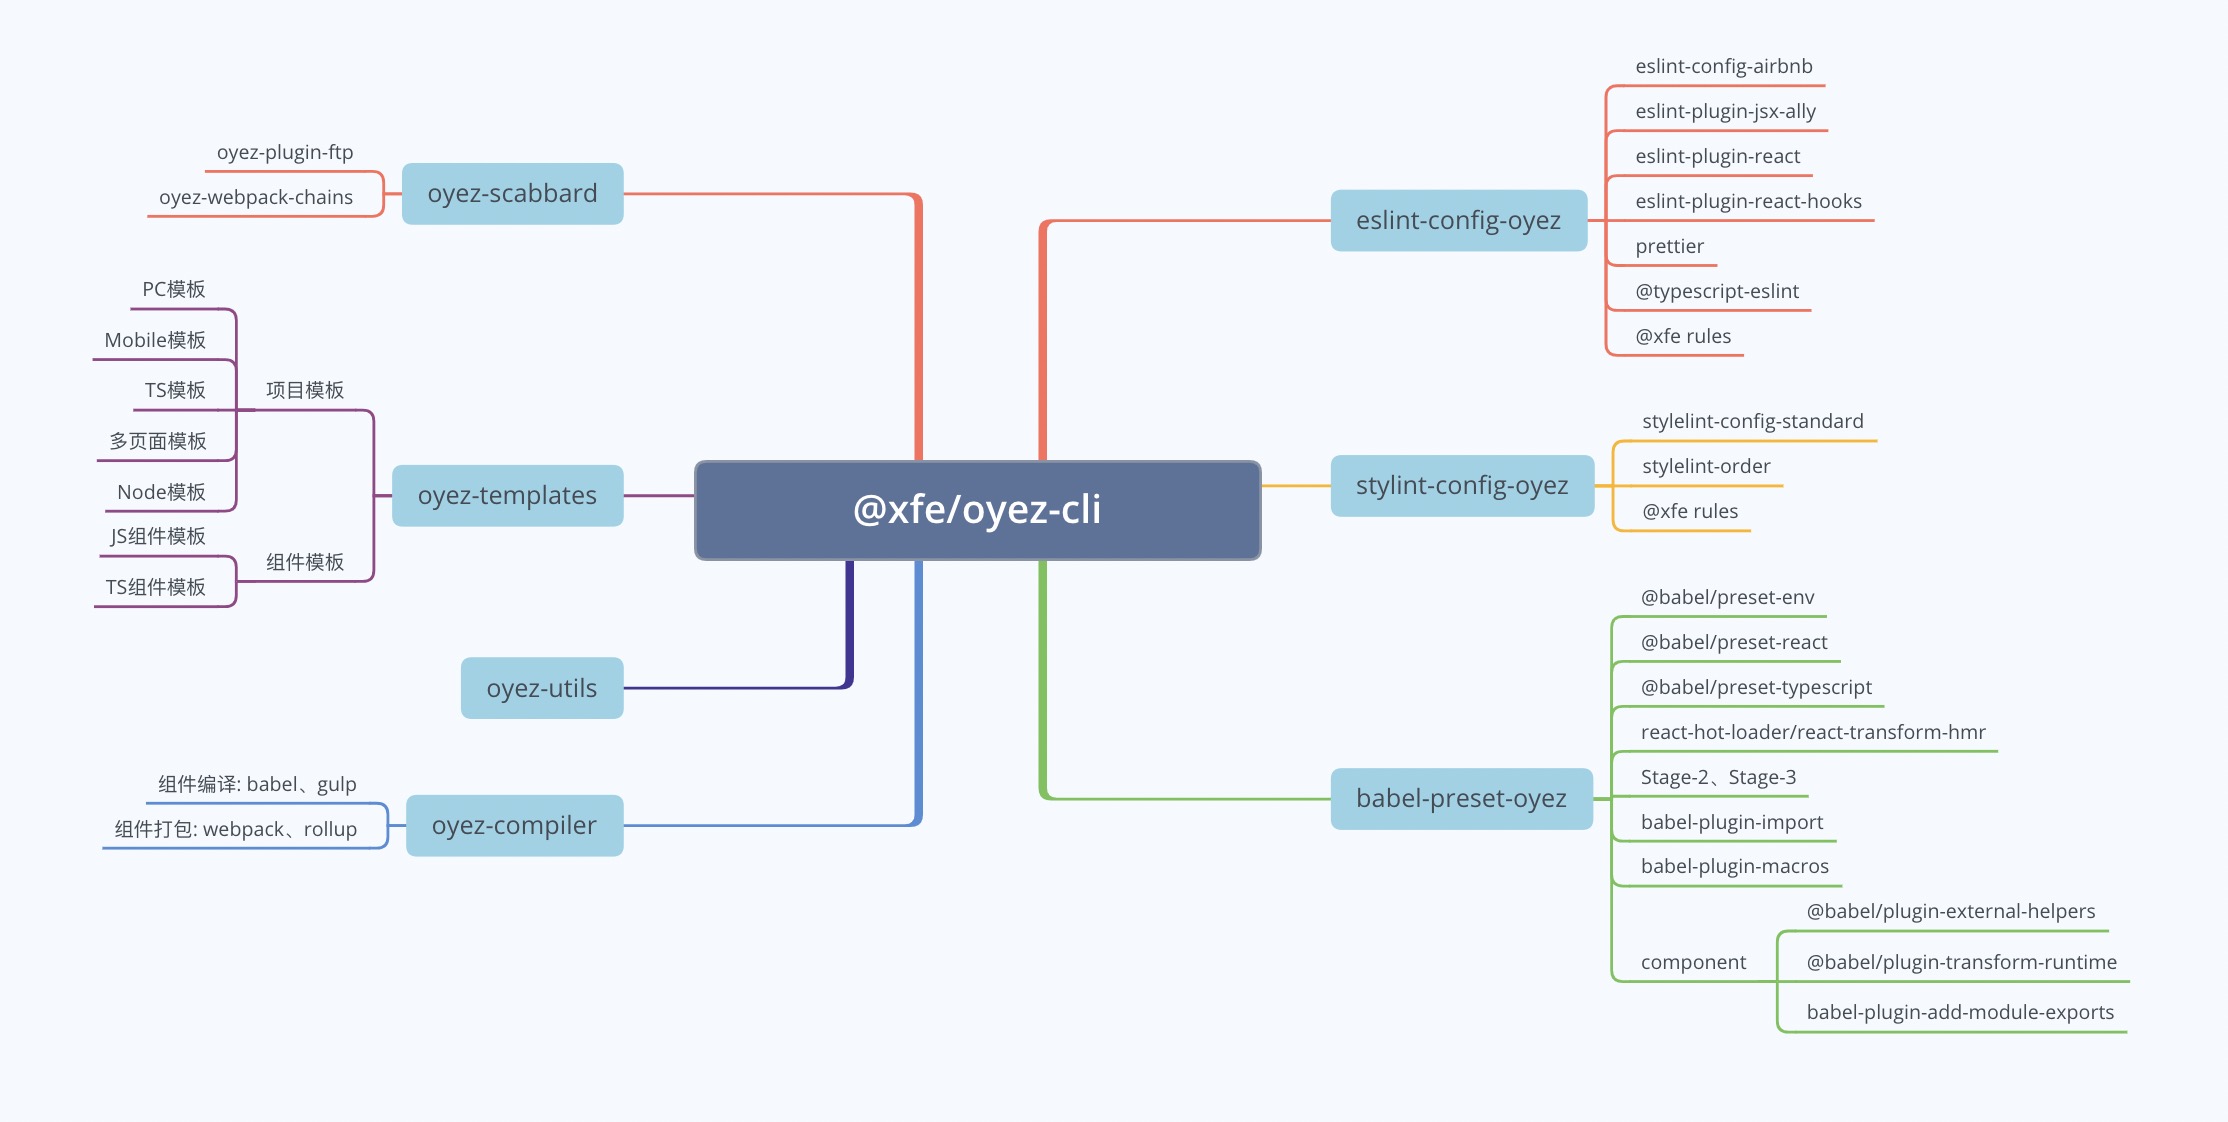 @xfe/oyez-cli
oyez-scabbard
oyez-plugin-ftp
oyez-webpack-chains
oyez-templates
项目模板
PC模板
Mobile模板
TS模板
多页面模板
Node模板
组件模板
JS组件模板
TS组件模板
oyez-utils
oyez-compiler
组件编译: babel、gulp
组件打包: webpack、rollup
eslint-config-oyez
eslint-config-airbnb
eslint-plugin-jsx-ally
eslint-plugin-react
eslint-plugin-react-hooks
prettier
@typescript-eslint
@xfe rules
stylint-config-oyez
stylelint-config-standard
stylelint-order
@xfe rules
babel-preset-oyez
@babel/preset-env
@babel/preset-react
@babel/preset-typescript
react-hot-loader/react-transform-hmr
Stage-2、Stage-3
babel-plugin-import
babel-plugin-macros
component
@babel/plugin-external-helpers
@babel/plugin-transform-runtime
babel-plugin-add-module-exports